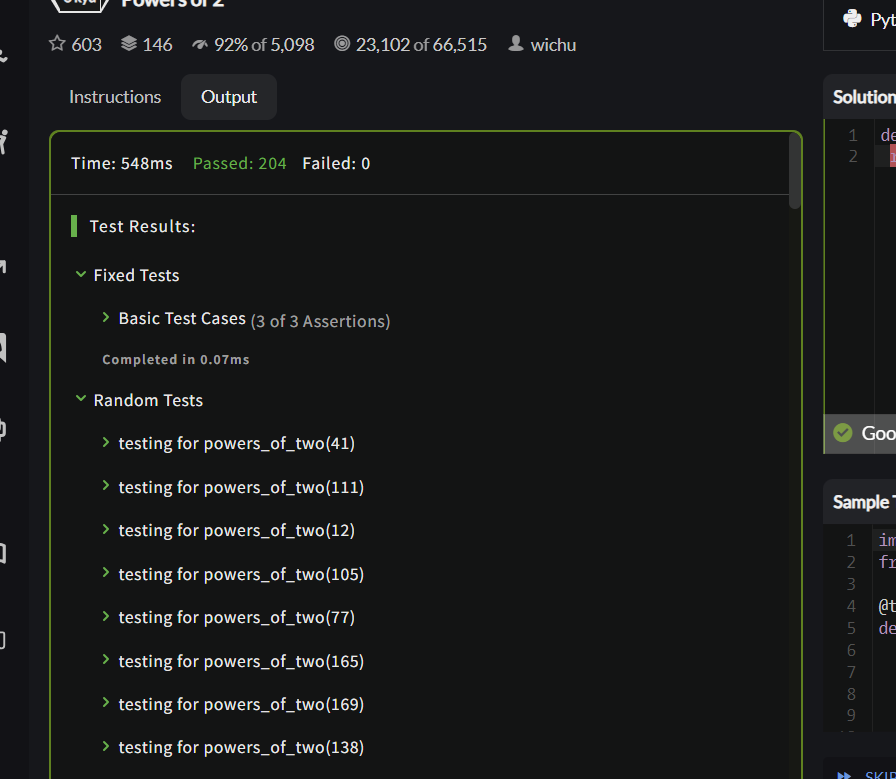 Powers of 2
603 146 92% of 5,098 23,102 of 66,515 wichu
Instructions Output
Time: 548ms Passed: 204 Failed: 0
Test Results:
Fixed Tests
Basic Test Cases (3 of 3 Assertions)
Completed in 0.07ms
Random Tests
testing for powers_of_two(41)
testing for powers_of_two(111)
testing for powers_of_two(12)
testing for powers_of_two(105)
testing for powers_of_two(77)
testing for powers_of_two(165)
testing for powers_of_two(169)
testing for powers_of_two(138)
Pyt
Solution
1 de
2
Goo
Sample T
1 im
2 fr
3
4 @t
5 de
6
7
8
9
SKIP